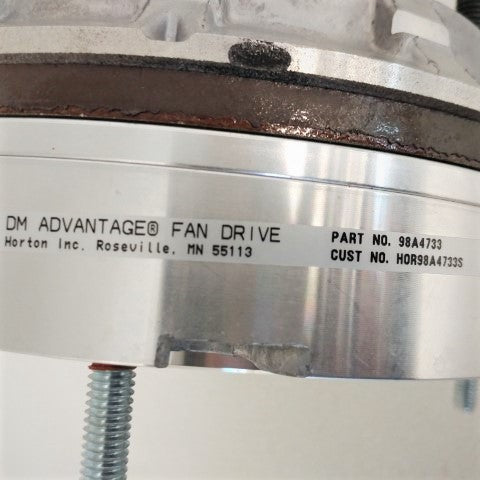 DM ADVANTAGE® FAN DRIVE
Horton Inc. Roseville, MN 55113
PART NO. 98A4733
CUST NO. HOR98A4733S